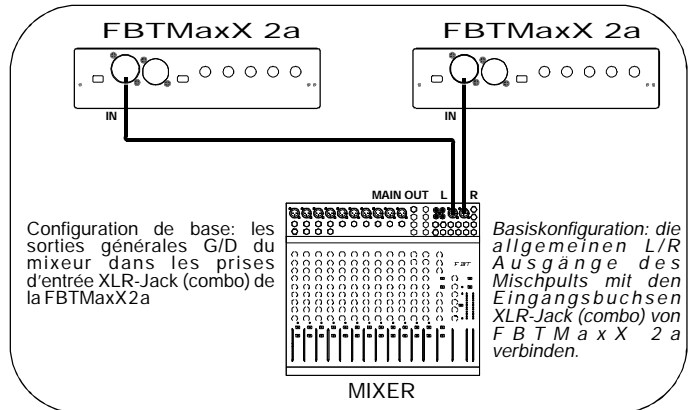 FBTMaxX 2a
FBTMaxX 2a
IN
IN
MAIN OUT L R
Configuration de base: les
sorties générales G/D du
mixeur dans les prises
d'entrée XLR-Jack (combo) de
la FBTMaxX2a
Basiskonfiguration: die
allgemeinen L/R
Ausgänge des
Mischpults mit den
Eingangsbuchsen
XLR-Jack (combo) von
FBTMaxX 2a
verbinden.
FBT
MIXER